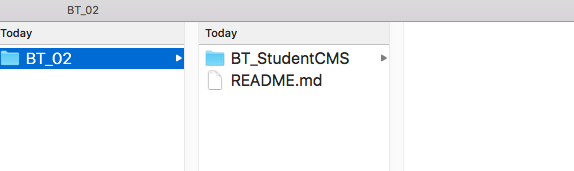 BT_02
Today
BT_02
Today
BT_StudentCMS
README.md